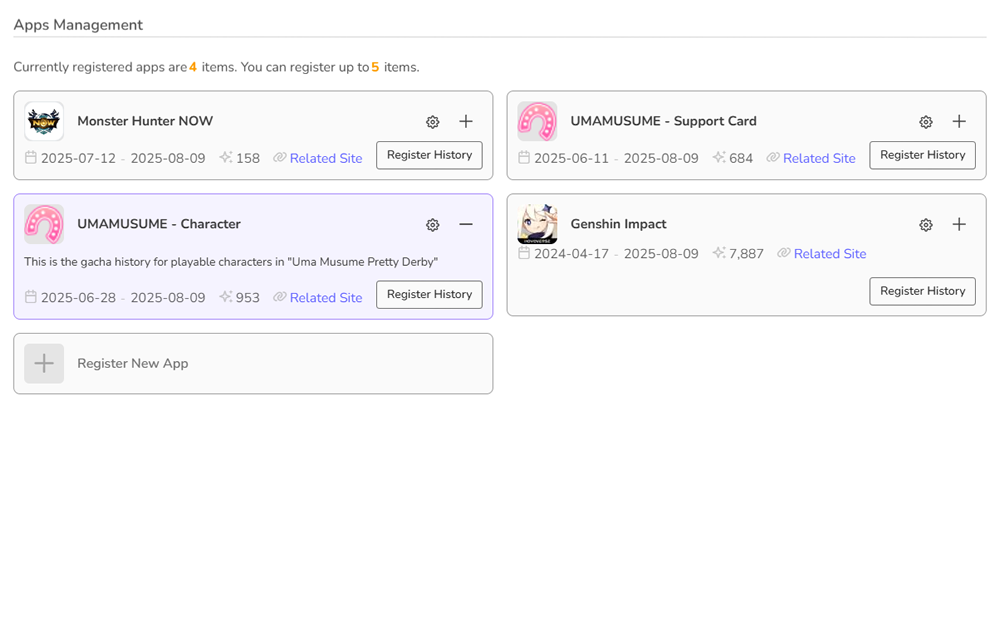 Apps Management
Currently registered apps are 4 items. You can register up to 5 items.
NOW
Monster Hunter NOW
2025-07-12 - 2025-08-09 158 Related Site Register History
UMAMUSUME - Support Card
2025-06-11 - 2025-08-09 684 Related Site Register History
UMAMUSUME - Character
This is the gacha history for playable characters in "Uma Musume Pretty Derby"
2025-06-28 - 2025-08-09 953 Related Site Register History
Genshin Impact
HOYOVERSE
2024-04-17 - 2025-08-09 7,887 Related Site
Register History
Register New App